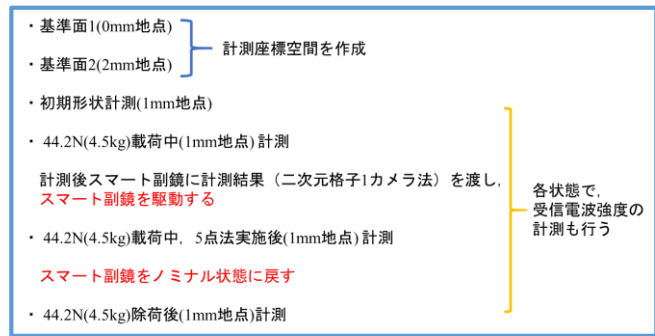 ・基準面1(0mm地点)
・基準面2(2mm地点)
計測座標空間を作成
・初期形状計測(1mm地点)
・ 44.2N(4.5kg)載荷中(1mm地点) 計測
計測後スマート副鏡に計測結果（二次元格子1カメラ法）を渡し，
スマート副鏡を駆動する
・ 44.2N(4.5kg)載荷中，5点法実施後(1mm地点) 計測
スマート副鏡をノミナル状態に戻す
・ 44.2N(4.5kg)除荷後(1mm地点)計測
各状態で，
受信電波強度の
計測も行う